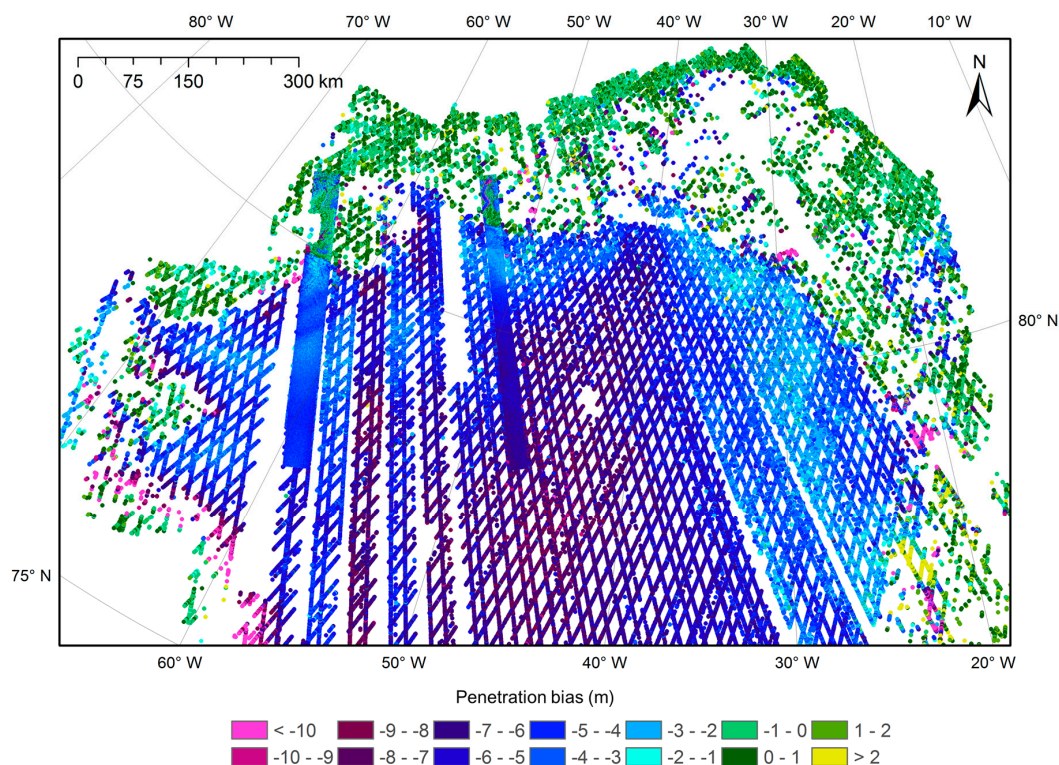 80° W 70° W 60° W 50° W 40° W 30° W 20° W 10° W
0 75 150 300 km
N
80° N
75° N
60° W 50° W 40° W 30° W 20° W
Penetration bias (m)
< -10 -9 - -8 -7 - -6 -5 - -4 -3 - -2 -1 - 0 1 - 2
-10 - -9 -8 - -7 -6 - -5 -4 - -3 -2 - -1 0 - 1 > 2